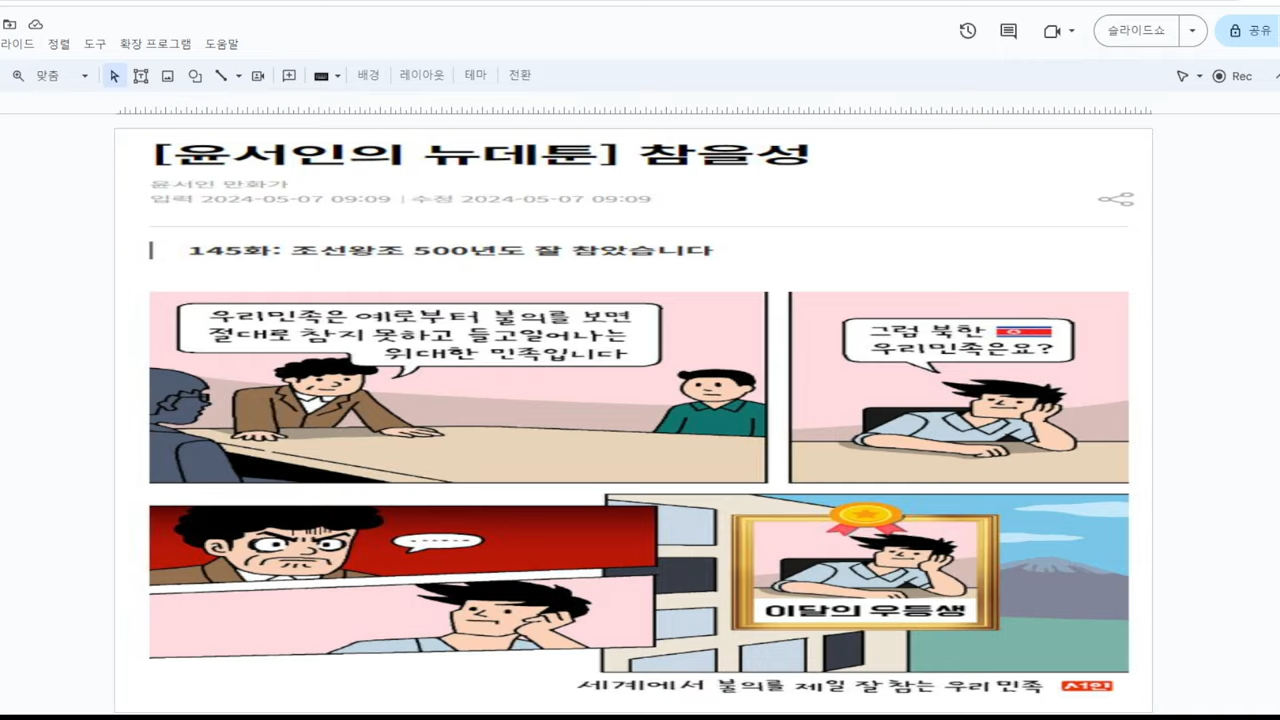 라이드 정렬 도구 확장 프로그램 도움말
슬라이드쇼
공유
맞춤
배경 레이아웃 테마 전환
Rec
[윤서인의 뉴데툰] 참을성
윤서인 만화가
입력 2024-05-07 09:09 | 수정 2024-05-07 09:09
145화: 조선왕조 500년도 잘 참았습니다
우리민족은 예로부터 불의를 보면
절대로 참지 못하고 들고일어나는
위대한 민족입니다
그럼 북한
우리민족은요?
......
이달의 우등생
세계에서 불의를 제일 잘 참는 우리 민족
서인